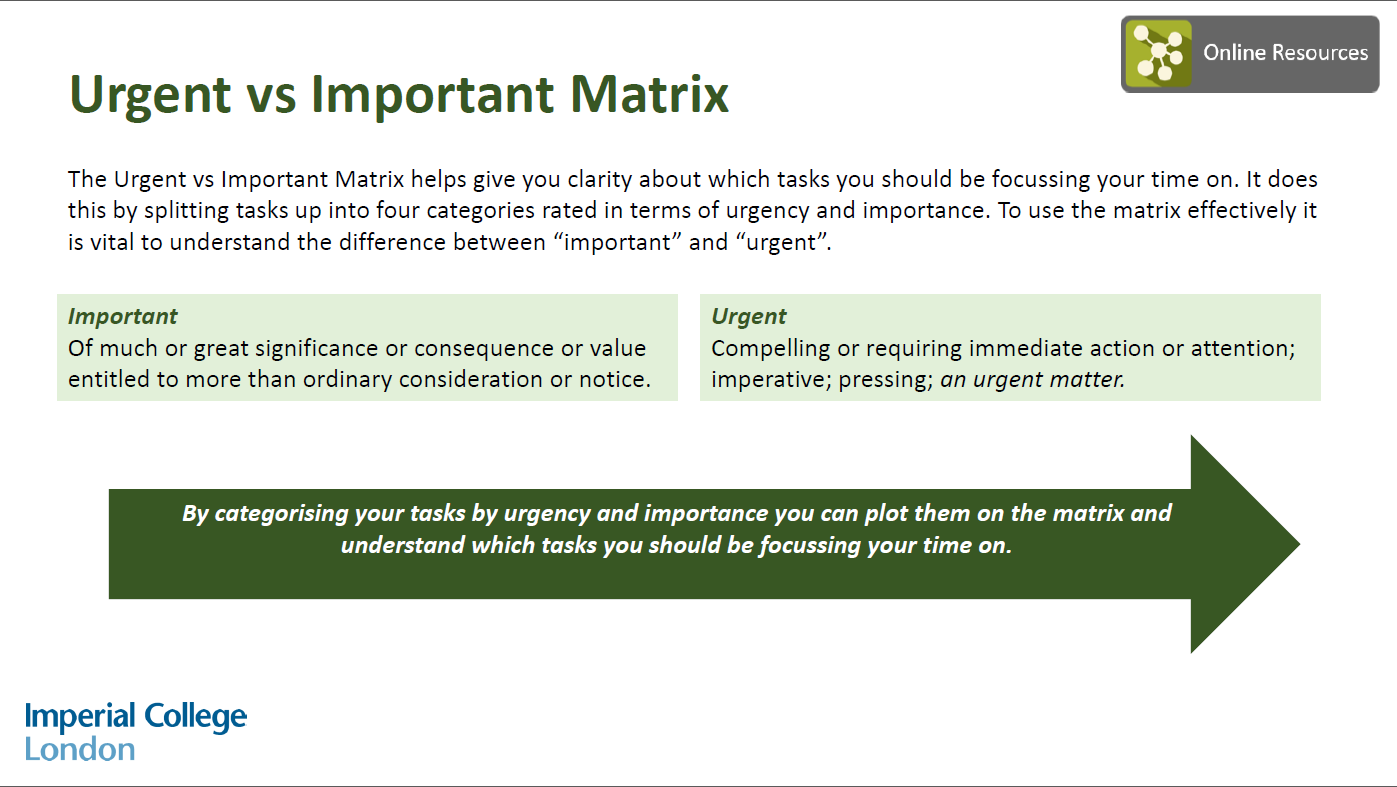 Online Resources
Urgent vs Important Matrix
The Urgent vs Important Matrix helps give you clarity about which tasks you should be focussing your time on. It does
this by splitting tasks up into four categories rated in terms of urgency and importance. To use the matrix effectively it
is vital to understand the difference between “important” and “urgent”.
Important
Of much or great significance or consequence or value
entitled to more than ordinary consideration or notice.
Urgent
Compelling or requiring immediate action or attention;
imperative; pressing; an urgent matter.
By categorising your tasks by urgency and importance you can plot them on the matrix and
understand which tasks you should be focussing your time on.
Imperial College
London